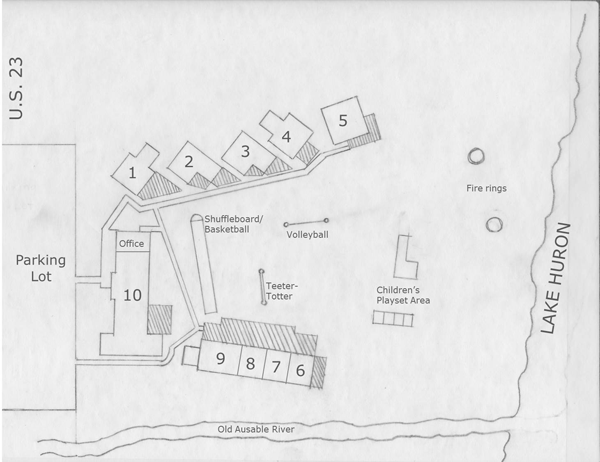 U.S. 23
5
4
3
2
1
Fire rings
Shuffleboard/
Basketball
Volleyball
Office
Parking
Lot
10
Teeter-
Totter
Children's
Playset Area
LAKE HURON
9
8
7
6
Old Ausable River